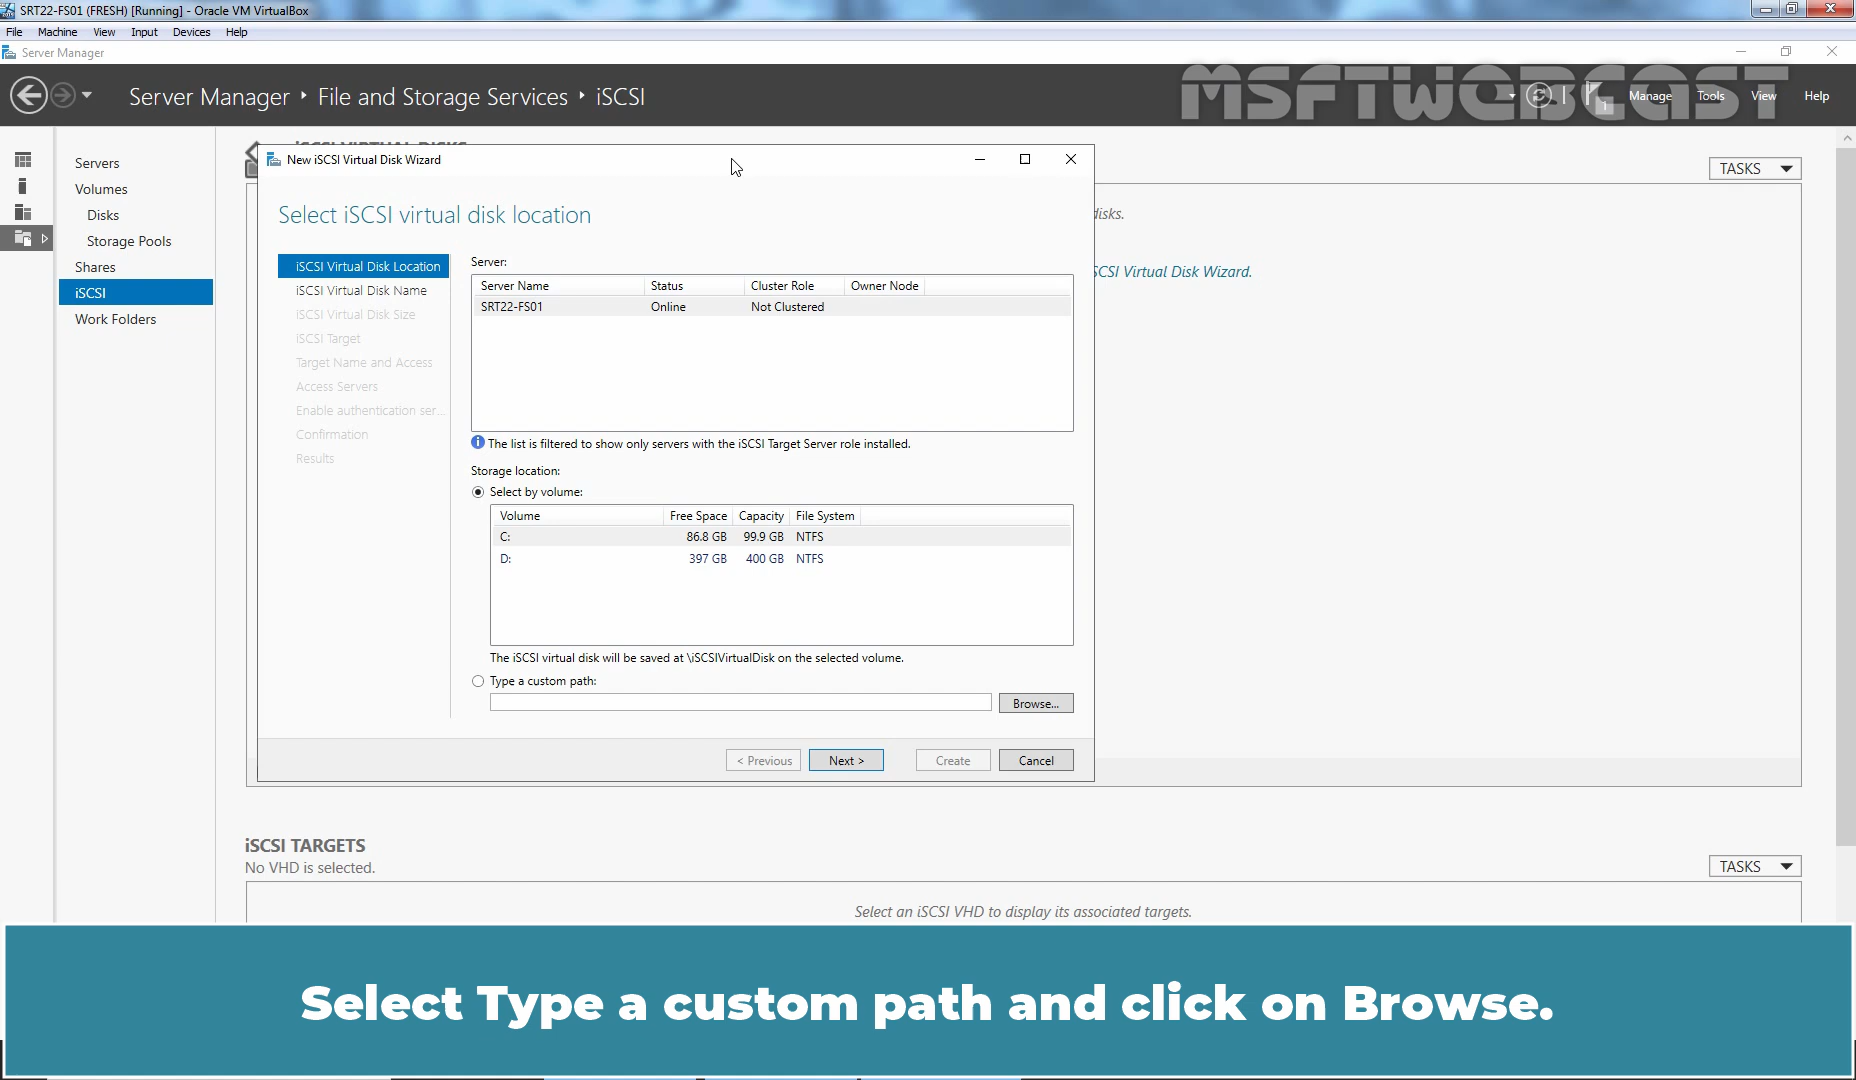 SRT22-FS01 (FRESH) [Running] - Oracle VM VirtualBox
File Machine View Input Devices Help
Server Manager
Server Manager ‣ File and Storage Services ‣ iSCSI
MSFTWEBCAST
1
Manage Tools View Help
Servers
Volumes
Disks
Storage Pools
Shares
iSCSI
Work Folders
TASKS
disks.
SCSI Virtual Disk Wizard.
New iSCSI Virtual Disk Wizard
Select iSCSI virtual disk location
iSCSI Virtual Disk Location
iSCSI Virtual Disk Name
iSCSI Virtual Disk Size
iSCSI Target
Target Name and Access
Access Servers
Enable authentication ser...
Confirmation
Results
Server:
Server Name Status Cluster Role Owner Node
SRT22-FS01 Online Not Clustered
The list is filtered to show only servers with the iSCSI Target Server role installed.
Storage location:
Select by volume:
Volume Free Space Capacity File System
C: 86.8 GB 99.9 GB NTFS
D: 397 GB 400 GB NTFS
The iSCSI virtual disk will be saved at \iSCSIVirtualDisk on the selected volume.
Type a custom path:
Browse...
< Previous Next > Create Cancel
iSCSI TARGETS
No VHD is selected.
TASKS
Select an iSCSI VHD to display its associated targets.
Select Type a custom path and click on Browse.